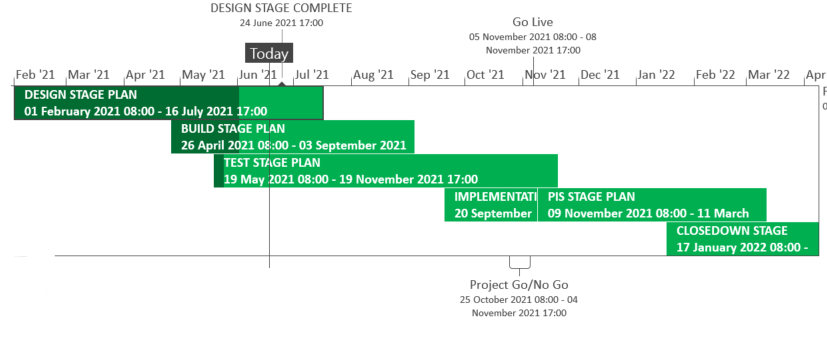 DESIGN STAGE COMPLETE
24 June 2021 17:00
Go Live
05 November 2021 08:00 - 08
November 2021 17:00
Today
Feb '21 Mar '21 Apr '21 May '21 Jun '21 Jul '21 Aug '21 Sep '21 Oct '21 Nov '21 Dec '21 Jan '22 Feb '22 Mar '22 Apr
DESIGN STAGE PLAN
01 February 2021 08:00 - 16 July 2021 17:00
BUILD STAGE PLAN
26 April 2021 08:00 - 03 September 2021
TEST STAGE PLAN
19 May 2021 08:00 - 19 November 2021 17:00
IMPLEMENTATI
20 September
PIS STAGE PLAN
09 November 2021 08:00 - 11 March
CLOSEDOWN STAGE
17 January 2022 08:00 -
Project Go/No Go
25 October 2021 08:00 - 04
November 2021 17:00